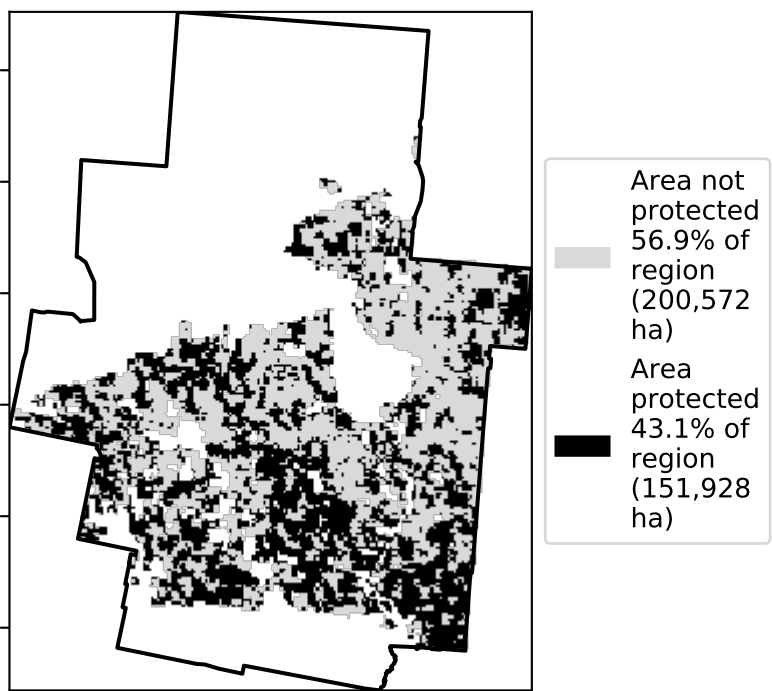 Area not
protected
56.9% of
region
(200,572
ha)
Area
protected
43.1% of
region
(151,928
ha)